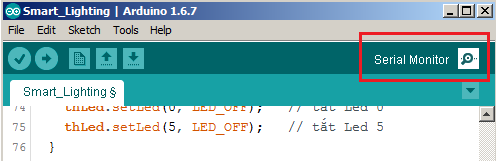 Smart_Lighting | Arduino 1.6.7
File Edit Sketch Tools Help
Serial Monitor
Smart_Lighting §
74 thLed.setLed(0, LED_OFF); // tắt Led 0
75 thLed.setLed(5, LED_OFF); // tắt Led 5
76 }